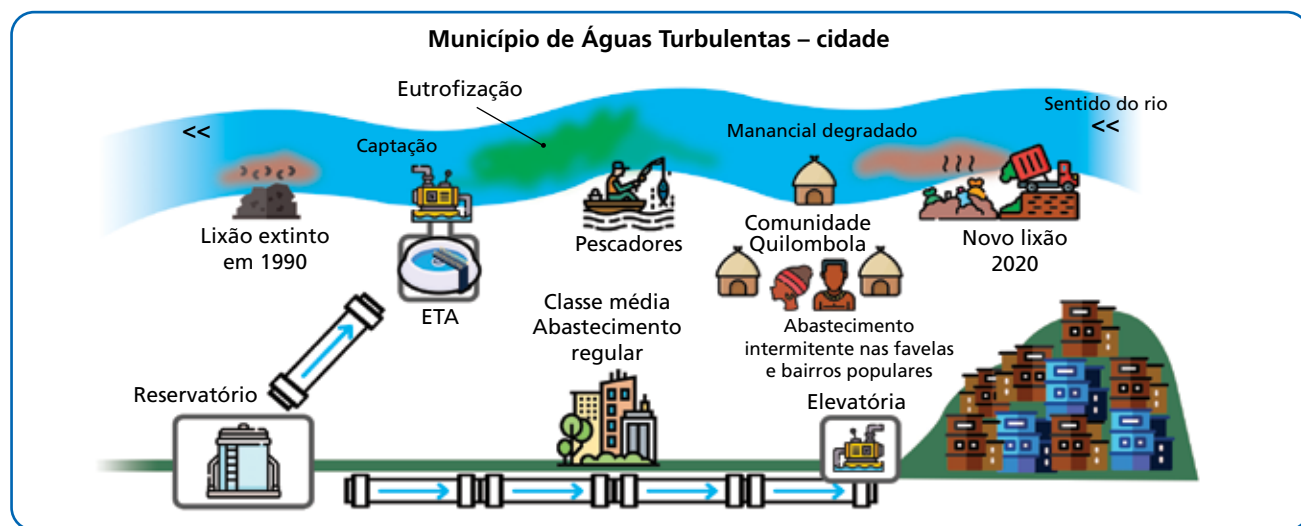 Município de Águas Turbulentas – cidade
Eutrofização
Sentido do rio
<<
<<
Captação
Manancial degradado
Lixão extinto
em 1990
Pescadores
Comunidade
Quilombola
Novo lixão
2020
ETA
Classe média
Abastecimento
regular
Abastecimento
intermitente nas favelas
e bairros populares
Reservatório
Elevatória